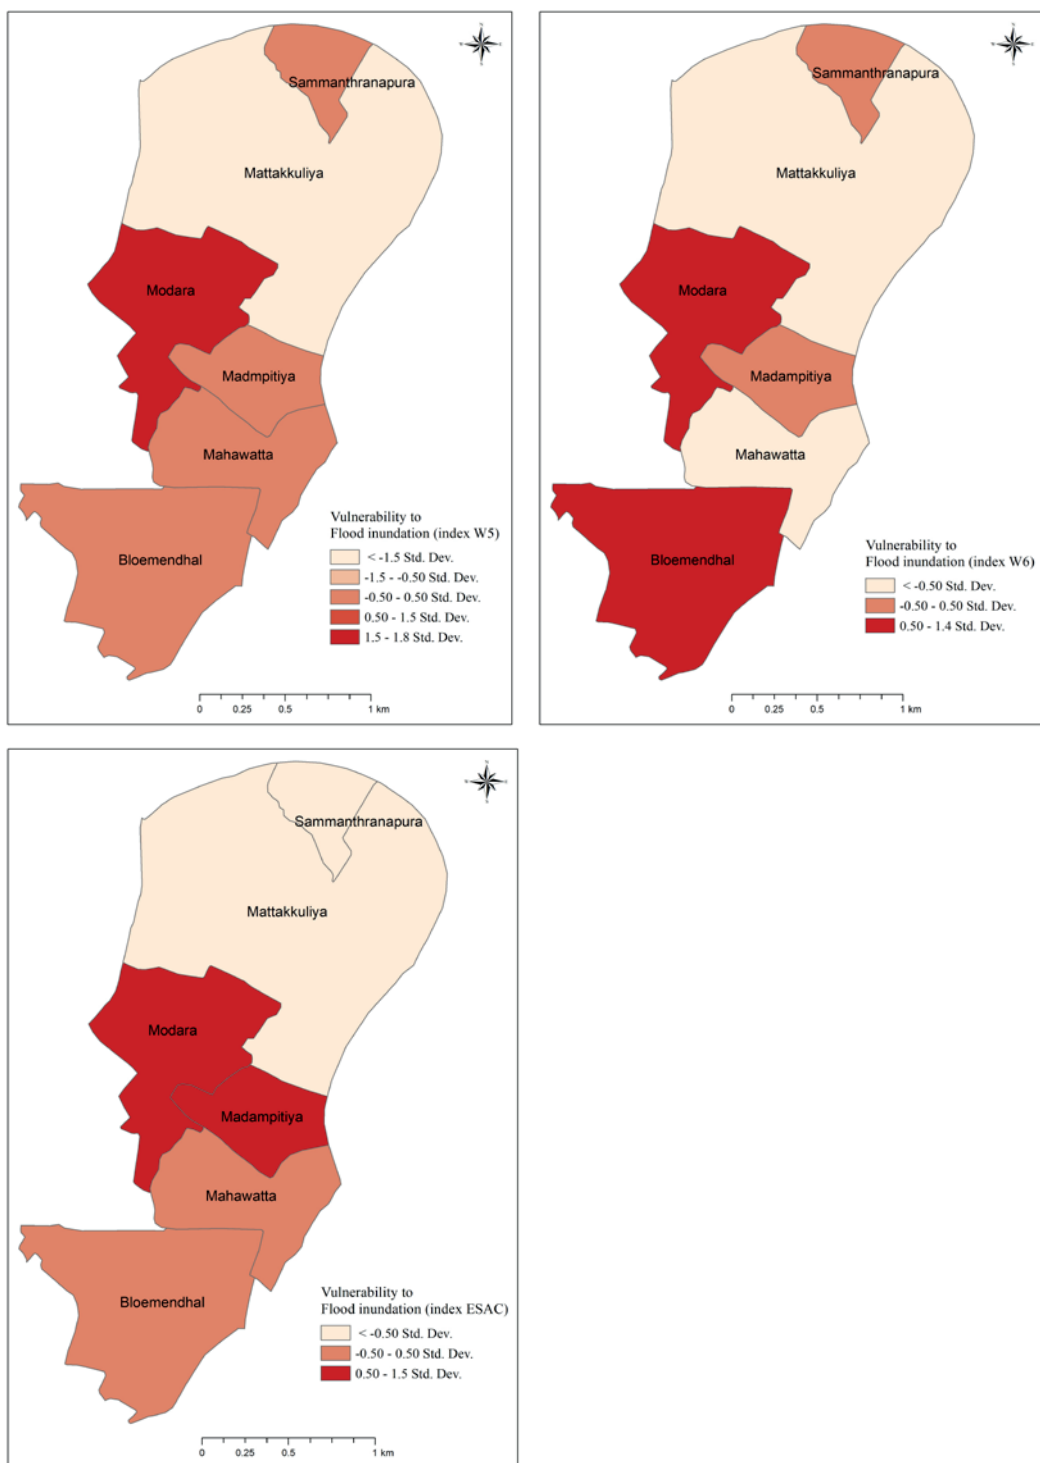 Sammanthranapura
Mattakkuliya
Modara
Madmpitiya
Mahawatta
Bloemendhal
Vulnerability to
Flood inundation (index W5)
< -1.5 Std. Dev.
-1.5 - -0.50 Std. Dev.
-0.50 - 0.50 Std. Dev.
0.50 - 1.5 Std. Dev.
1.5 - 1.8 Std. Dev.
0 0.25 0.5 1 km
Sammanthranapura
Mattakkuliya
Modara
Madampitiya
Mahawatta
Bloemendhal
Vulnerability to
Flood inundation (index W6)
< -0.50 Std. Dev.
-0.50 - 0.50 Std. Dev.
0.50 - 1.4 Std. Dev.
0 0.25 0.5 1 km
Sammanthranapura
Mattakkuliya
Modara
Madampitiya
Mahawatta
Bloemendhal
Vulnerability to
Flood inundation (index ESAC)
< -0.50 Std. Dev.
-0.50 - 0.50 Std. Dev.
0.50 - 1.5 Std. Dev.
0 0.25 0.5 1 km